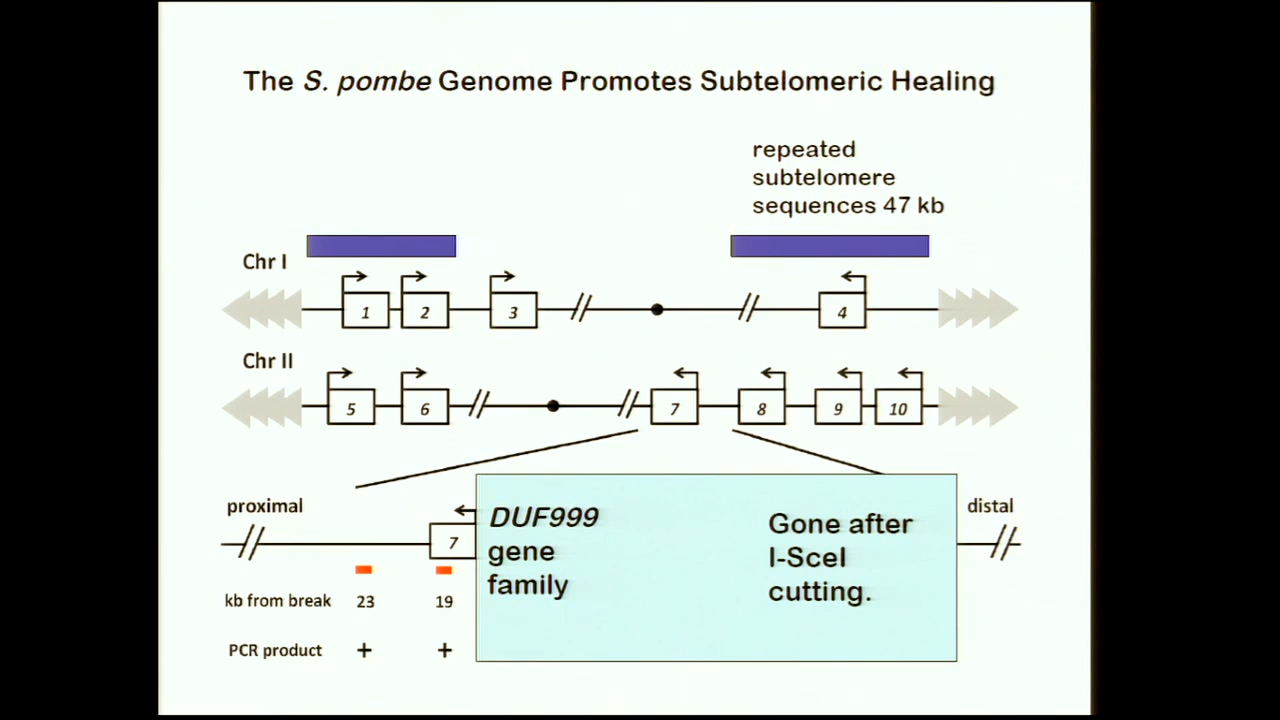 The S. pombe Genome Promotes Subtelomeric Healing
repeated
subtelomere
sequences 47 kb
Chr I
1 2 3 4
Chr II
5 6 7 8 9 10
proximal
distal
7
DUF999
gene
family
Gone after
I-SceI
cutting.
kb from break 23 19
PCR product + +